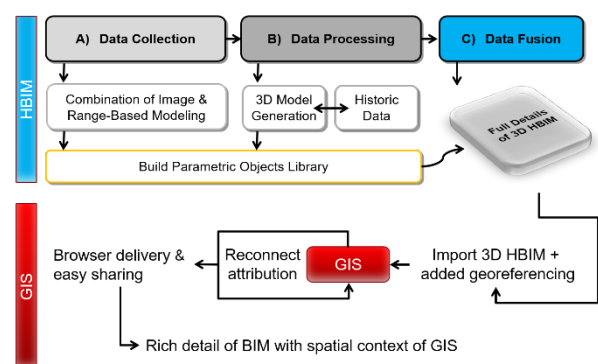 HBIM
A) Data Collection
B) Data Processing
C) Data Fusion
Combination of Image &
Range-Based Modeling
3D Model
Generation
Historic
Data
Build Parametric Objects Library
Full Details
of 3D HBIM
GIS
Browser delivery &
easy sharing
Reconnect
attribution
GIS
Import 3D HBIM +
added georeferencing
Rich detail of BIM with spatial context of GIS